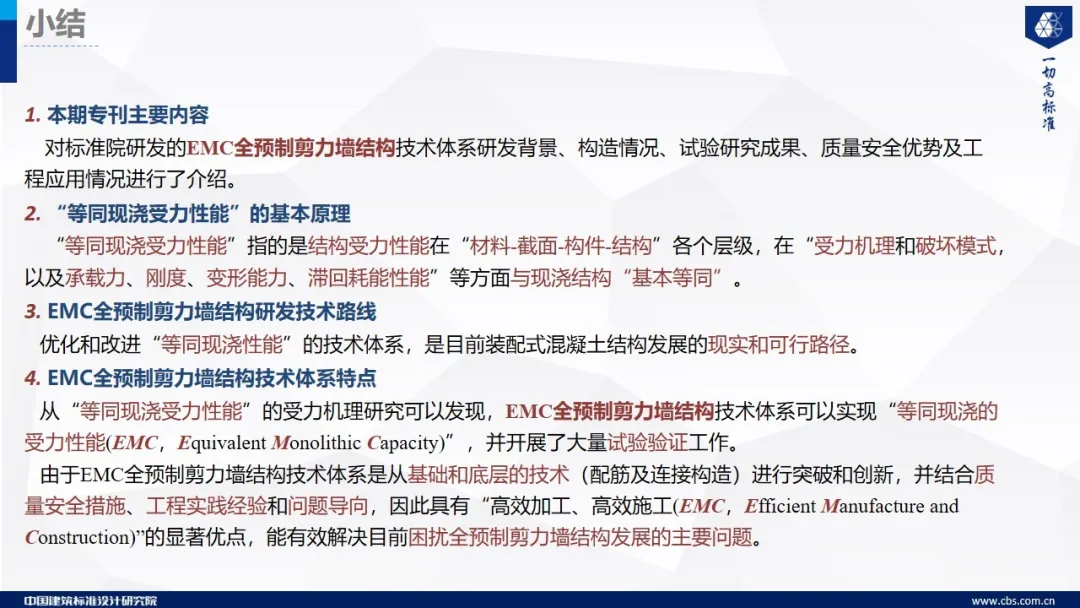 小结
一切高标准
1. 本期专刊主要内容
对标准院研发的EMC全预制剪力墙结构技术体系研发背景、构造情况、试验研究成果、质量安全优势及工
程应用情况进行了介绍。
2. “等同现浇受力性能”的基本原理
“等同现浇受力性能”指的是结构受力性能在“材料-截面-构件-结构”各个层级，在“受力机理和破坏模式，
以及承载力、刚度、变形能力、滞回耗能性能”等方面与现浇结构“基本等同”。
3. EMC全预制剪力墙结构研发技术路线
优化和改进“等同现浇性能”的技术体系，是目前装配式混凝土结构发展的现实和可行路径。
4. EMC全预制剪力墙结构技术体系特点
从“等同现浇受力性能”的受力机理研究可以发现，EMC全预制剪力墙结构技术体系可以实现“等同现浇的
受力性能(EMC，Equivalent Monolithic Capacity)”，并开展了大量试验验证工作。
由于EMC全预制剪力墙结构技术体系是从基础和底层的技术（配筋及连接构造）进行突破和创新，并结合质
量安全措施、工程实践经验和问题导向，因此具有“高效加工、高效施工(EMC，Efficient Manufacture and
Construction)”的显著优点，能有效解决目前困扰全预制剪力墙结构发展的主要问题。
中国建筑标准设计研究院
www.cbs.com.cn